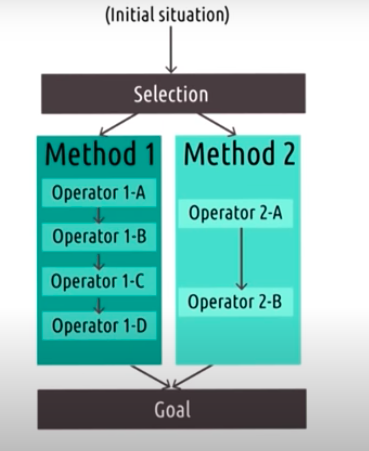 (Initial situation)
Selection
Method 1
Operator 1-A
Operator 1-B
Operator 1-C
Operator 1-D
Method 2
Operator 2-A
Operator 2-B
Goal